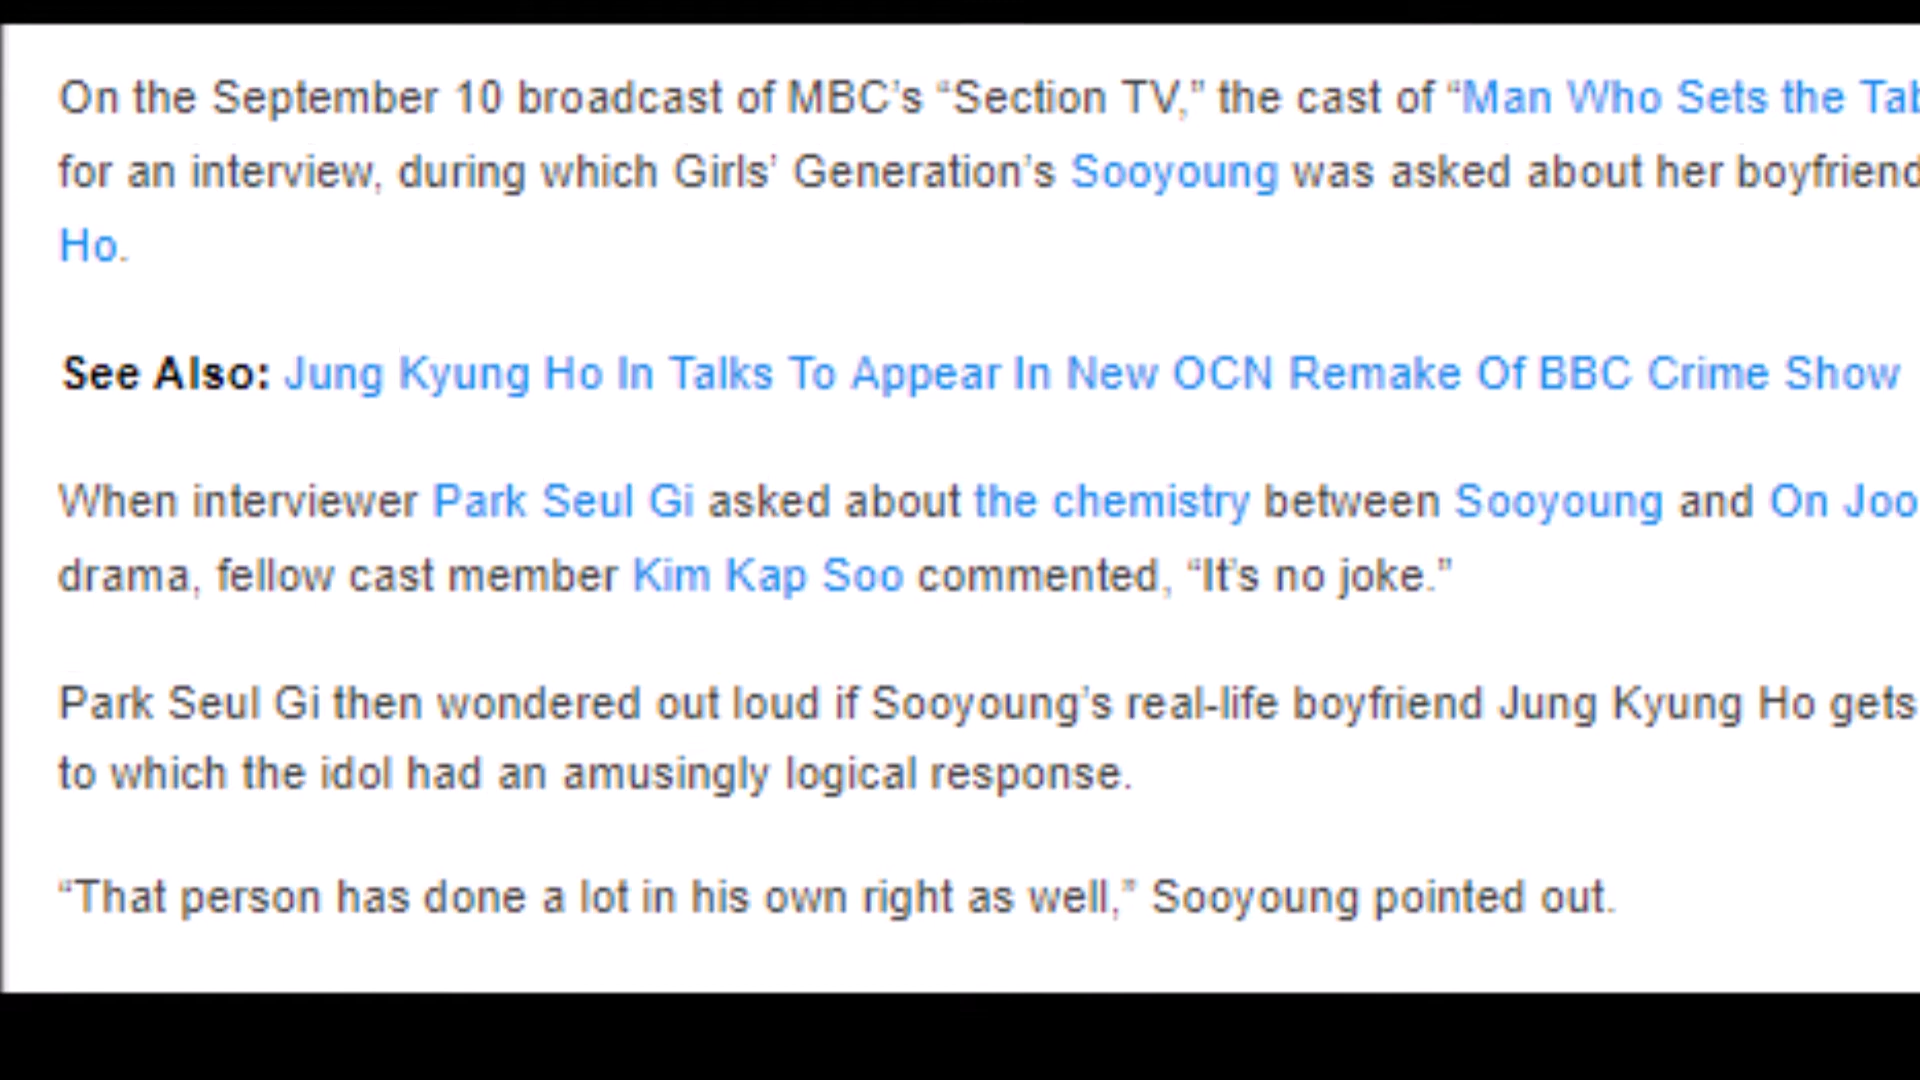 On the September 10 broadcast of MBC’s “Section TV,” the cast of “Man Who Sets the Tab
for an interview, during which Girls’ Generation’s Sooyoung was asked about her boyfriend
Ho.
See Also: Jung Kyung Ho In Talks To Appear In New OCN Remake Of BBC Crime Show
When interviewer Park Seul Gi asked about the chemistry between Sooyoung and On Joo
drama, fellow cast member Kim Kap Soo commented, “It’s no joke.”
Park Seul Gi then wondered out loud if Sooyoung’s real-life boyfriend Jung Kyung Ho gets
to which the idol had an amusingly logical response.
“That person has done a lot in his own right as well,” Sooyoung pointed out.